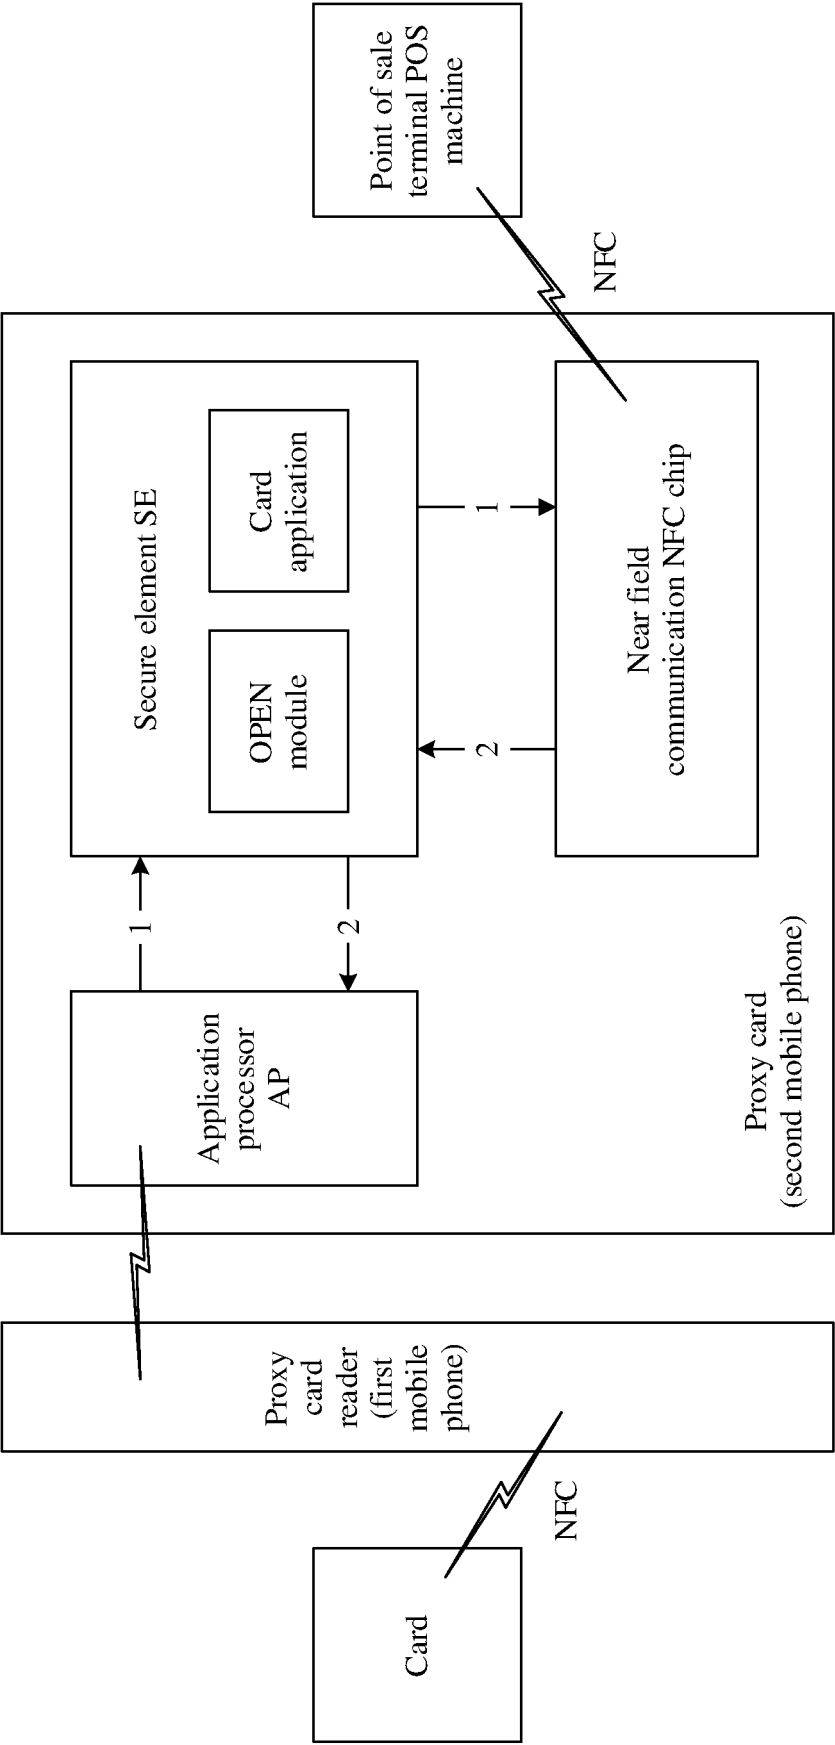 Card
NFC
Proxy
card
reader
(first
mobile
phone)
Application
processor
AP
1
2
Secure element SE
OPEN
module
Card
application
2
1
Near field
communication NFC chip
Proxy card
(second mobile phone)
NFC
Point of sale
terminal POS
machine